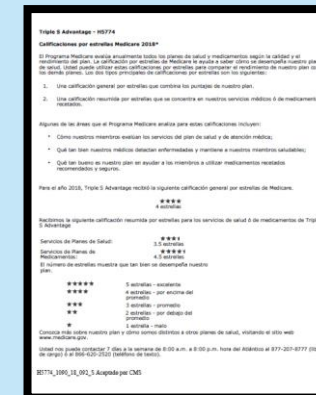 Triple S Advantage - H5774
Calificaciones por estrellas Medicare 2018*
El Programa Medicare evalúa anualmente todos los planes de salud y medicamentos según la calidad y el
rendimiento del plan. La calificación por estrellas de Medicare le ayuda a saber cómo se desempeña nuestro plan
de salud. Usted puede utilizar estas calificaciones por estrellas para comparar el rendimiento de nuestro plan con
los demás planes. Los dos tipos principales de calificaciones por estrellas son los siguientes:
1. Una calificación general por estrellas que combina los puntajes de nuestro plan.
2. Una calificación resumida por estrellas que se concentra en nuestros servicios médicos ó de medicamentos
recetados.
Algunas de las áreas que el Programa Medicare analiza para estas calificaciones incluyen:
• Cómo nuestros miembros evalúan los servicios del plan de salud y de atención médica;
• Qué tan bien nuestros médicos detectan enfermedades y mantiene a nuestros miembros saludables;
• Qué tan bueno es nuestro plan en ayudar a los miembros a utilizar medicamentos recetados
recomendados y seguros.
Para el año 2018, Triple S Advantage recibió la siguiente calificación general por estrellas de Medicare.
★★★★
4 estrellas
Recibimos la siguiente calificación resumida por estrellas para los servicios de salud ó de medicamentos de Triple
S Advantage
Servicios de Planes de Salud:
3.5 estrellas
Servicios de Planes de
Medicamentos:
4.5 estrellas
El número de estrellas muestra que tan bien se desempeña nuestro
plan.
★★★★★ 5 estrellas - excelente
★★★★ 4 estrellas - por encima del
promedio
★★★ 3 estrellas - promedio
★★ 2 estrellas - por debajo del
promedio
★ 1 estrella - malo
Conozca más sobre nuestro plan y cómo somos distintos a otros planes de salud, visitando el sitio web
www.medicare.gov.
Usted nos puede contactar 7 días a la semana de 8:00 a.m. a 8:00 p.m. hora del Atlántico al 877-207-8777
de cargo) ó al 866-620-2520 (teléfono de texto).
H5774_1090_18_092_S Aceptado por CMS